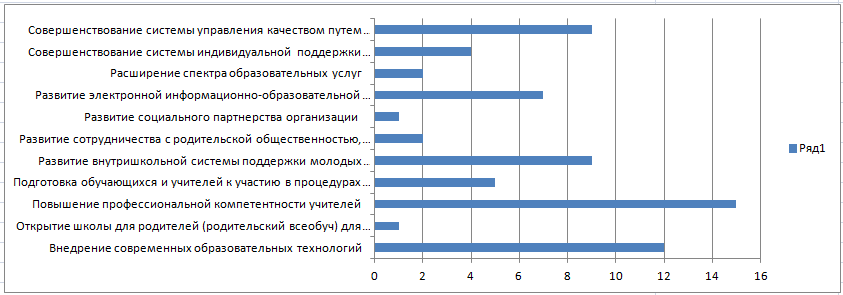 Совершенствование системы управления качеством путем ...
Совершенствование системы индивидуальной поддержки ...
Расширение спектра образовательных услуг
Развитие электронной информационно-образовательной ...
Развитие социального партнерства организации
Развитие сотрудничества с родительской общественностью, ...
Развитие внутришкольной системы поддержки молодых ...
Подготовка обучающихся и учителей к участию в процедурах ...
Повышение профессиональной компетентности учителей
Открытие школы для родителей (родительский всеобуч) для ...
Внедрение современных образовательных технологий
0 2 4 6 8 10 12 14 16
Ряд1